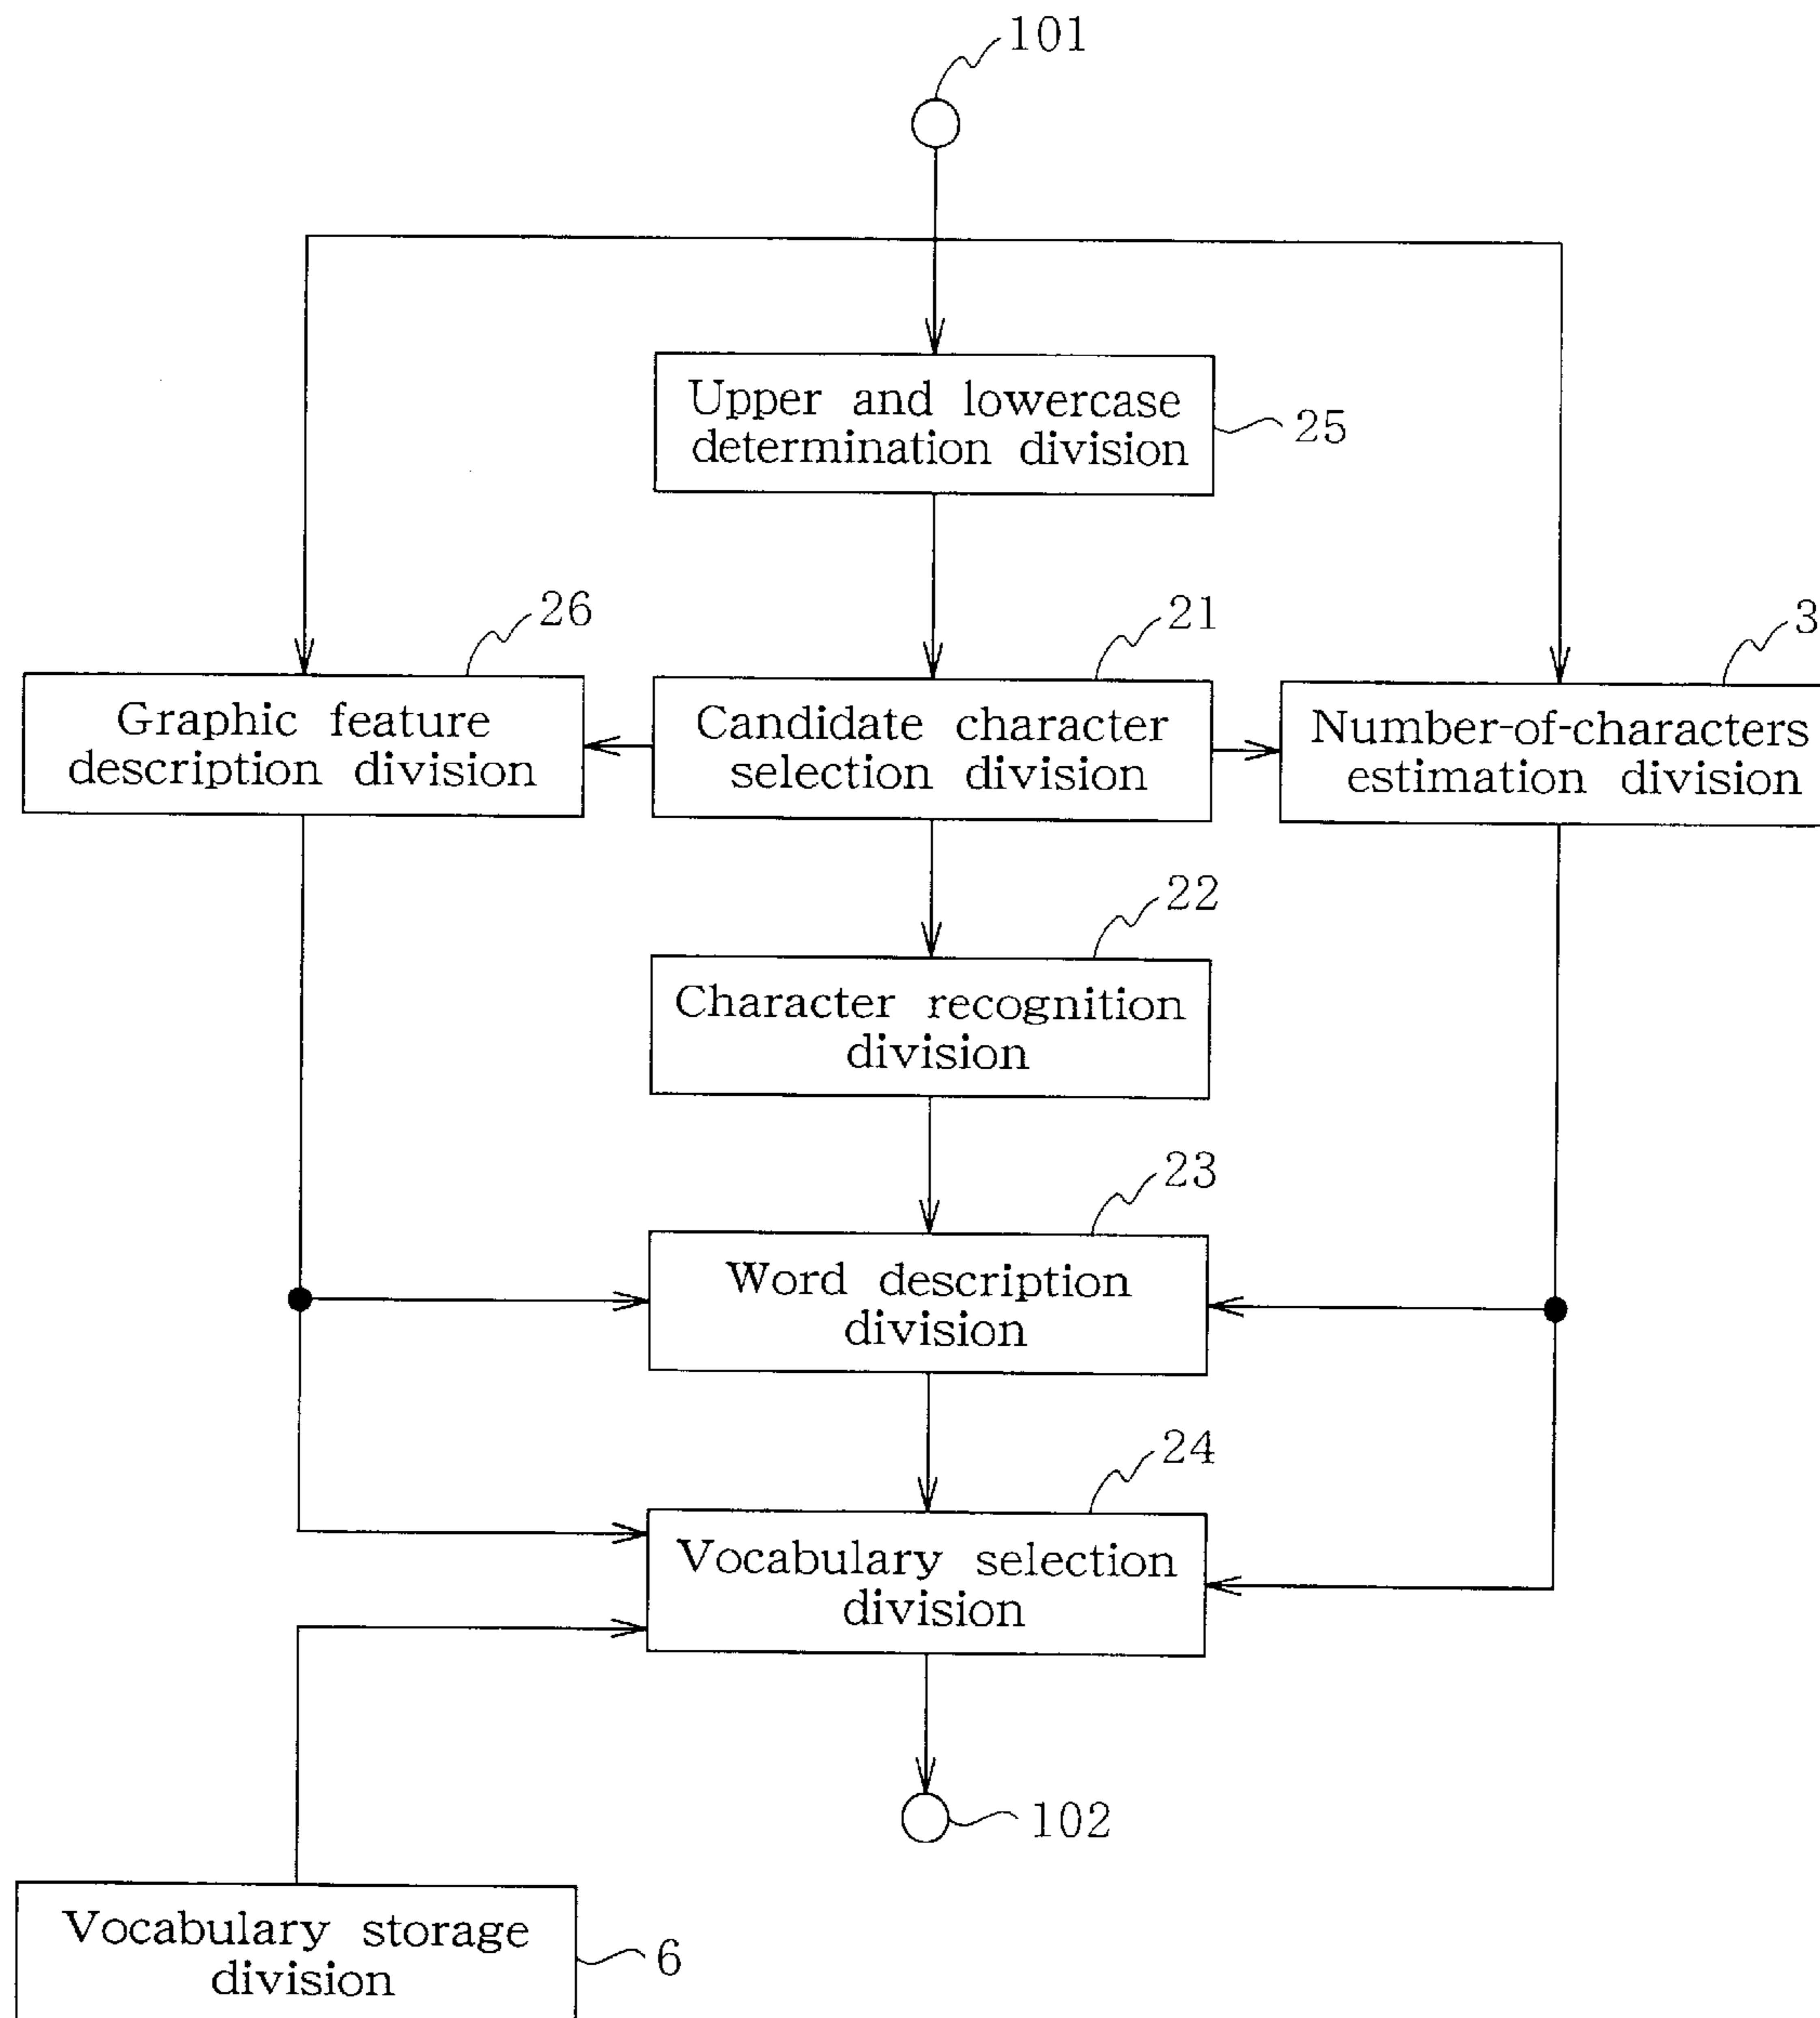 101
Upper and lowercase
determination division
25
26
21
3
Graphic feature
description division
Candidate character
selection division
Number-of-characters
estimation division
22
Character recognition
division
23
Word description
division
24
Vocabulary selection
division
102
Vocabulary storage
division
6